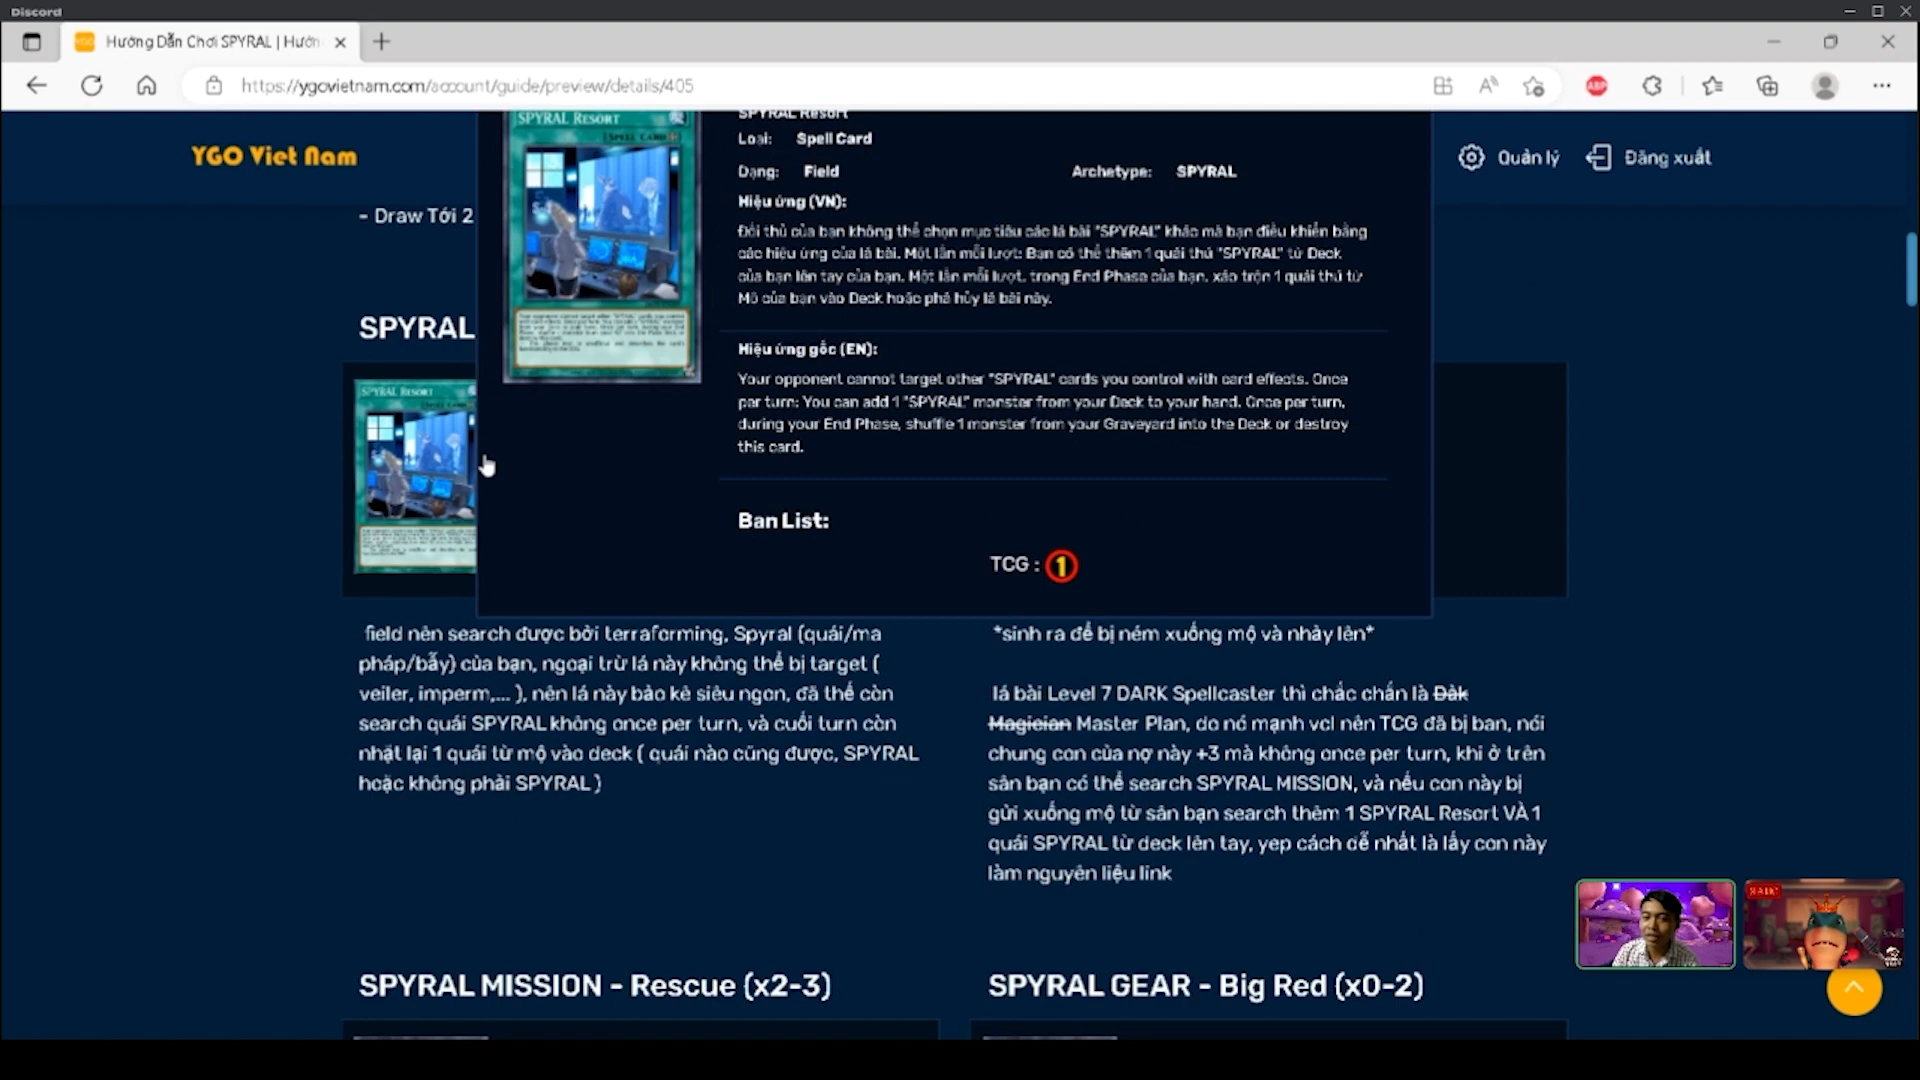 Discord
Hướng Dẫn Chơi SPYRAL | Hướn
https://ygovietnam.com/account/guide/preview/details/405
ABP
YGO Viet Nam
Quản lý
Đăng xuất
- Draw Tới 2
SPYRAL RESORT
SPYRAL Resort
Loại: Spell Card
Dạng: Field
Archetype: SPYRAL
Hiệu ứng (VN):
Đối thủ của bạn không thể chọn mục tiêu các lá bài "SPYRAL" khác mà bạn điều khiển bằng
các hiệu ứng của lá bài. Một lần mỗi lượt: Bạn có thể thêm 1 quái thú "SPYRAL" từ Deck
của bạn lên tay của bạn. Một lần mỗi lượt, trong End Phase của bạn, xáo trộn 1 quái thú từ
Mộ của bạn vào Deck hoặc phá hủy lá bài này.
Hiệu ứng gốc (EN):
Your opponent cannot target other "SPYRAL" cards you control with card effects. Once
per turn: You can add 1 "SPYRAL" monster from your Deck to your hand. Once per turn,
during your End Phase, shuffle 1 monster from your Graveyard into the Deck or destroy
this card.
Ban List:
TCG : 1
SPYRAL
SPYRAL RESORT
field nên search được bởi terraforming, Spyral (quái/ma
pháp/bẫy) của bạn, ngoại trừ lá này không thể bị target (
veiler, imperm,... ), nên lá này bảo kê siêu ngon, đã thế còn
search quái SPYRAL không once per turn, và cuối turn còn
nhặt lại 1 quái từ mộ vào deck ( quái nào cũng được, SPYRAL
hoặc không phải SPYRAL )
*sinh ra để bị ném xuống mộ và nhảy lên*
lá bài Level 7 DARK Spellcaster thì chắc chắn là Dàk
Magician Master Plan, do nó mạnh vcl nên TCG đã bị ban, nói
chung con của nợ này +3 mà không once per turn, khi ở trên
sân bạn có thể search SPYRAL MISSION, và nếu con này bị
gửi xuống mộ từ sân bạn search thêm 1 SPYRAL Resort VÀ 1
quái SPYRAL từ deck lên tay, yep cách dễ nhất là lấy con này
làm nguyên liệu link
SPYRAL MISSION - Rescue (x2-3)
SPYRAL GEAR - Big Red (x0-2)